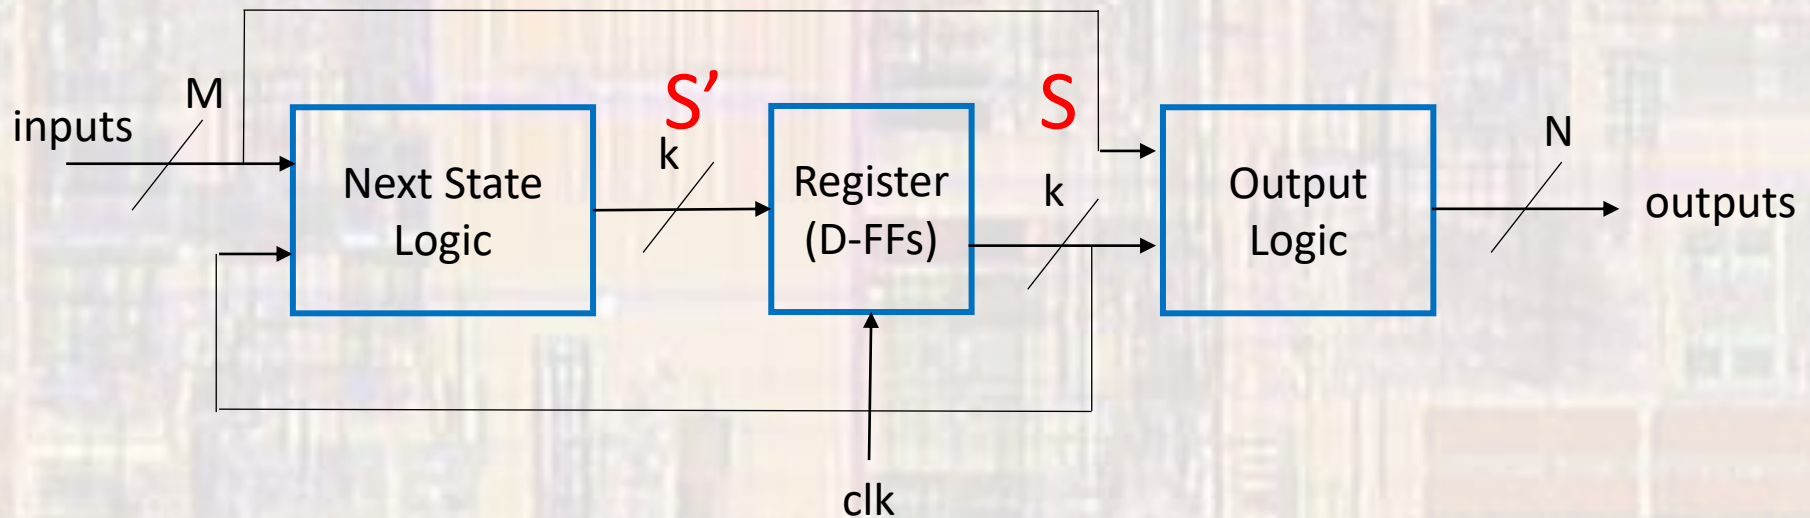 inputs
M
Next State
Logic
S’
k
Register
(D-FFs)
clk
S
k
Output
Logic
N
outputs